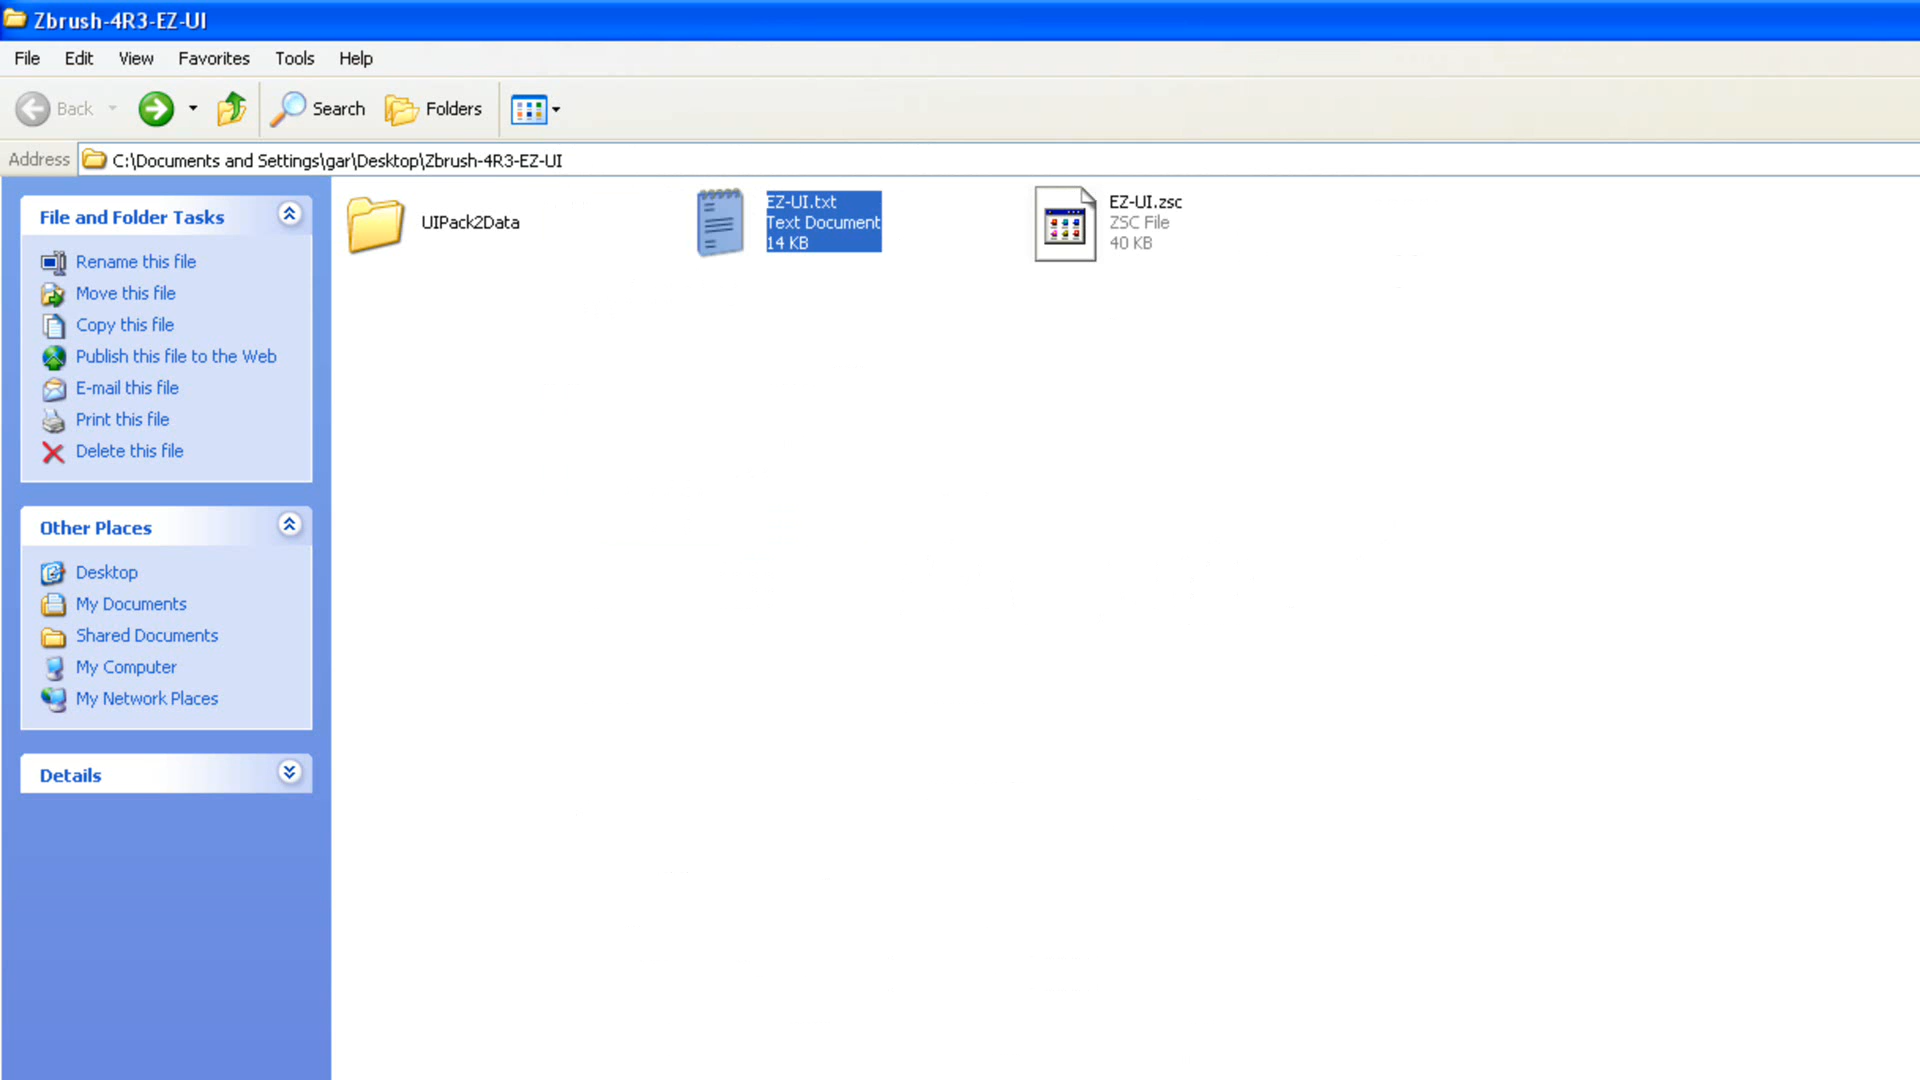 Zbrush-4R3-EZ-UI
File Edit View Favorites Tools Help
Back Search Folders
Address C:\Documents and Settings\gar\Desktop\Zbrush-4R3-EZ-UI
File and Folder Tasks
Rename this file
Move this file
Copy this file
Publish this file to the Web
E-mail this file
Print this file
Delete this file
Other Places
Desktop
My Documents
Shared Documents
My Computer
My Network Places
Details
UIPack2Data
EZ-UI.txt
Text Document
14 KB
EZ-UI.zsc
ZSC File
40 KB